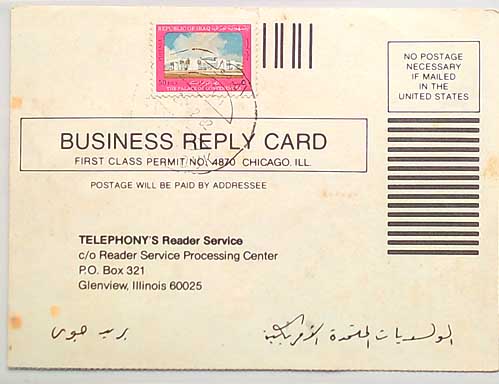 REPUBLIC OF IRAQ
THE PALACE OF CONFERENCES
NO POSTAGE
NECESSARY
IF MAILED
IN THE
UNITED STATES
BUSINESS REPLY CARD
FIRST CLASS PERMIT NO. 4870 CHICAGO, ILL.
POSTAGE WILL BE PAID BY ADDRESSEE
TELEPHONY'S Reader Service
c/o Reader Service Processing Center
P.O. Box 321
Glenview, Illinois 60025
الولايات المتحدة الأمريكية
بريد جوي